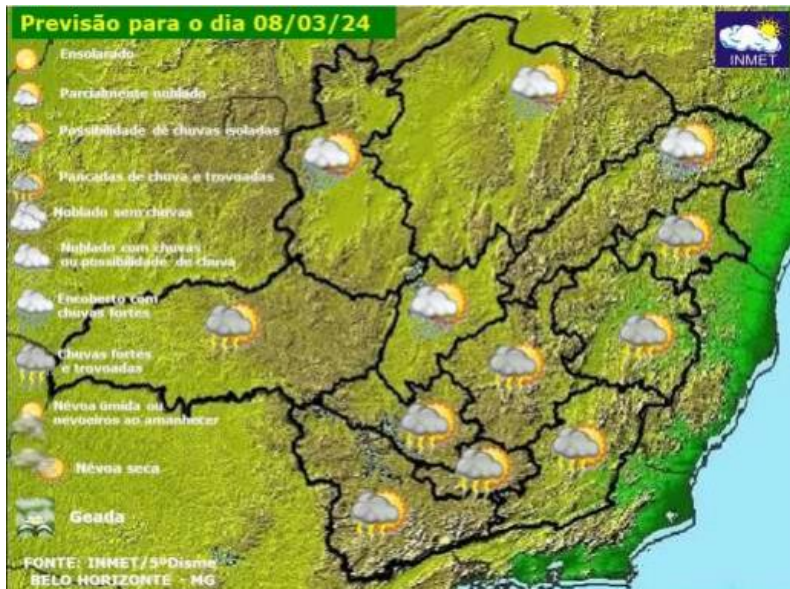 Previsão para o dia 08/03/24
INMET
Ensolarado
Parcialmente noblado
Possibilidade de chuvas isoladas
Pancadas de chuva e trovoadas
Noblado sem chuvas
Nublado com chuvas
ou possibilidade de chuva
Encoberto com
chuvas fortes
Chuvas fortes
e trovoadas
Névoa úmida ou
nevoeiros ao amanhecer
Névoa seca
Geada
FONTE: INMET/5ºDisme
BELO HORIZONTE - MG